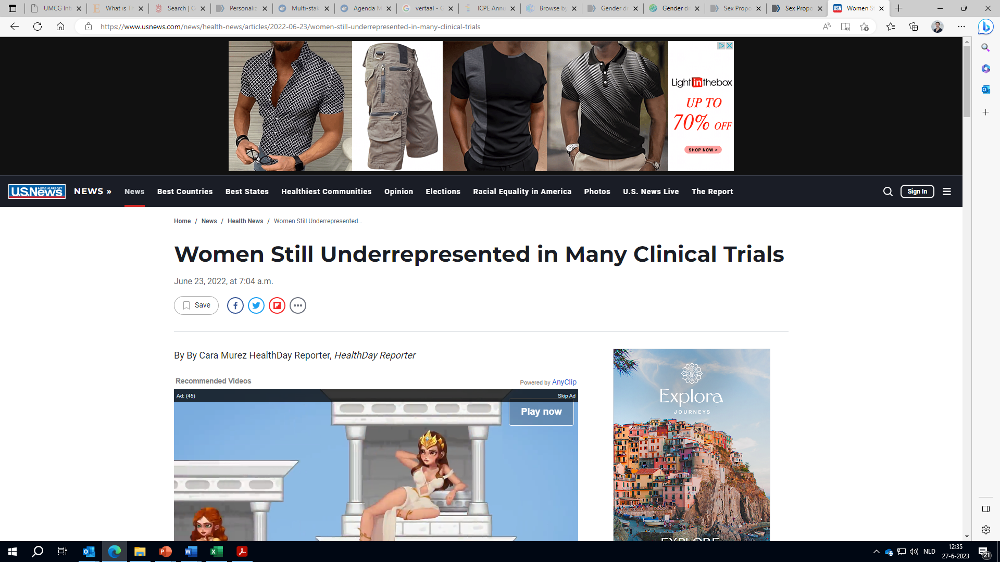 UMCG Int
What is Th
Search | C
Personaliz
Multi-stak
Agenda M
vertaal - G
ICPE Annu
Browse by
Gender di
Gender di
Sex Propo
Sex Propo
Women St
https://www.usnews.com/news/health-news/articles/2022-06-23/women-still-underrepresented-in-many-clinical-trials
Lightinthebox
UP TO
70% OFF
SHOP NOW >
U.S.News & WORLD REPORT
NEWS »
News
Best Countries
Best States
Healthiest Communities
Opinion
Elections
Racial Equality in America
Photos
U.S. News Live
The Report
Sign In
Home / News / Health News / Women Still Underrepresented...
Women Still Underrepresented in Many Clinical Trials
June 23, 2022, at 7:04 a.m.
Save
By By Cara Murez HealthDay Reporter, HealthDay Reporter
Recommended Videos
Powered by AnyClip
Ad: (45)
Skip Ad
Play now
Explora
JOURNEYS
EXPLORE
NLD
12:35
27-6-2023
21